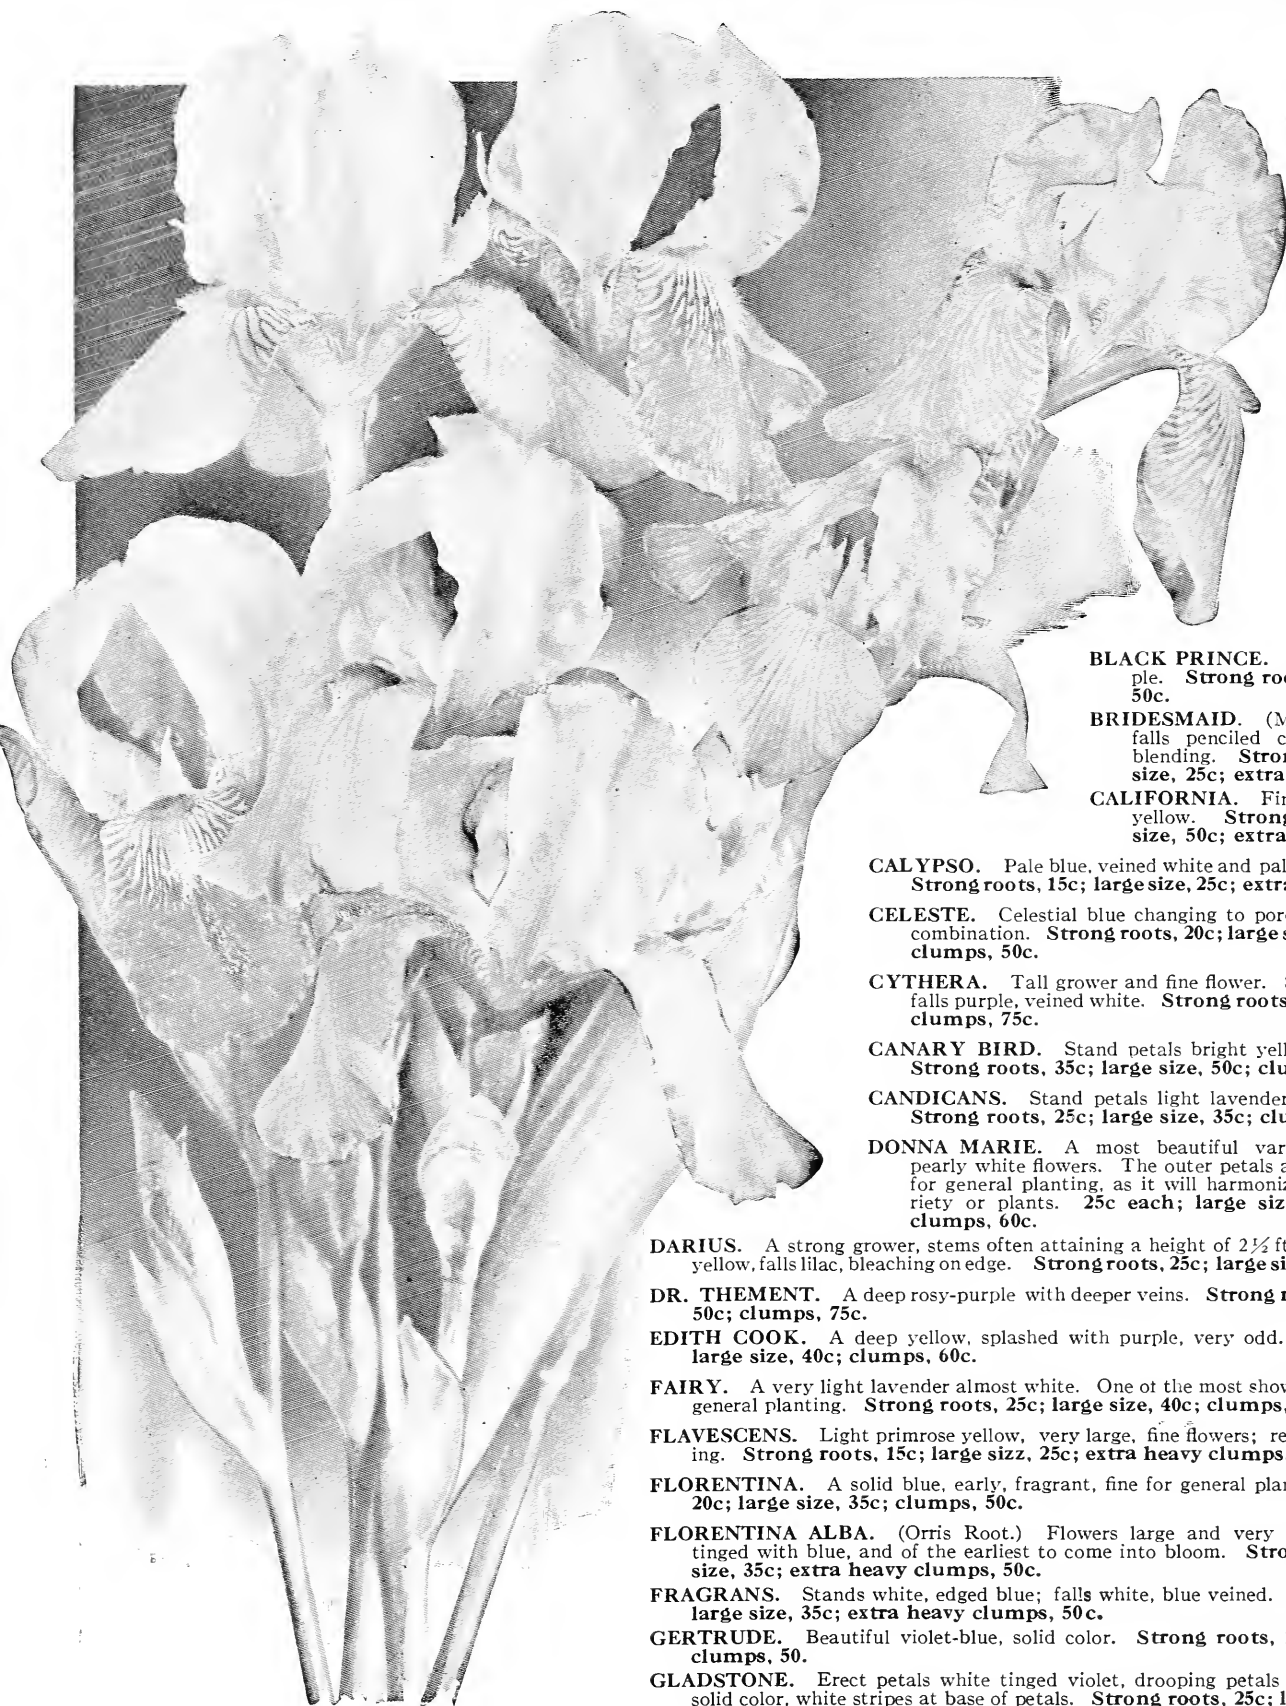 BLACK PRINCE.
ple. Strong roo
50c.
BRIDESMAID. (M
falls penciled c
blending. Stron
size, 25c; extra
CALIFORNIA. Fin
yellow. Strong
size, 50c; extra
CALYPSO. Pale blue, veined white and pal
Strong roots, 15c; large size, 25c; extra
CELESTE. Celestial blue changing to porc
combination. Strong roots, 20c; large s
clumps, 50c.
CYTHERA. Tall grower and fine flower.
falls purple, veined white. Strong roots
clumps, 75c.
CANARY BIRD. Stand petals bright yell
Strong roots, 35c; large size, 50c; clu
CANDICANS. Stand petals light lavender
Strong roots, 25c; large size, 35c; clu
DONNA MARIE. A most beautiful var
pearly white flowers. The outer petals a
for general planting, as it will harmoniz
riety or plants. 25c each; large siz
clumps, 60c.
DARIUS. A strong grower, stems often attaining a height of 2½ ft
yellow, falls lilac, bleaching on edge. Strong roots, 25c; large si
DR. THEMENT. A deep rosy-purple with deeper veins. Strong r
50c; clumps, 75c.
EDITH COOK. A deep yellow, splashed with purple, very odd.
large size, 40c; clumps, 60c.
FAIRY. A very light lavender almost white. One of the most show
general planting. Strong roots, 25c; large size, 40c; clumps,
FLAVESCENS. Light primrose yellow, very large, fine flowers; re
ing. Strong roots, 15c; large sizz, 25c; extra heavy clumps
FLORENTINA. A solid blue, early, fragrant, fine for general plan
20c; large size, 35c; clumps, 50c.
FLORENTINA ALBA. (Orris Root.) Flowers large and very
tinged with blue, and of the earliest to come into bloom. Stro
size, 35c; extra heavy clumps, 50c.
FRAGRANS. Stands white, edged blue; falls white, blue veined.
large size, 35c; extra heavy clumps, 50c.
GERTRUDE. Beautiful violet-blue, solid color. Strong roots,
clumps, 50.
GLADSTONE. Erect petals white tinged violet, drooping petals
solid color, white stripes at base of petals. Strong roots, 25c; l